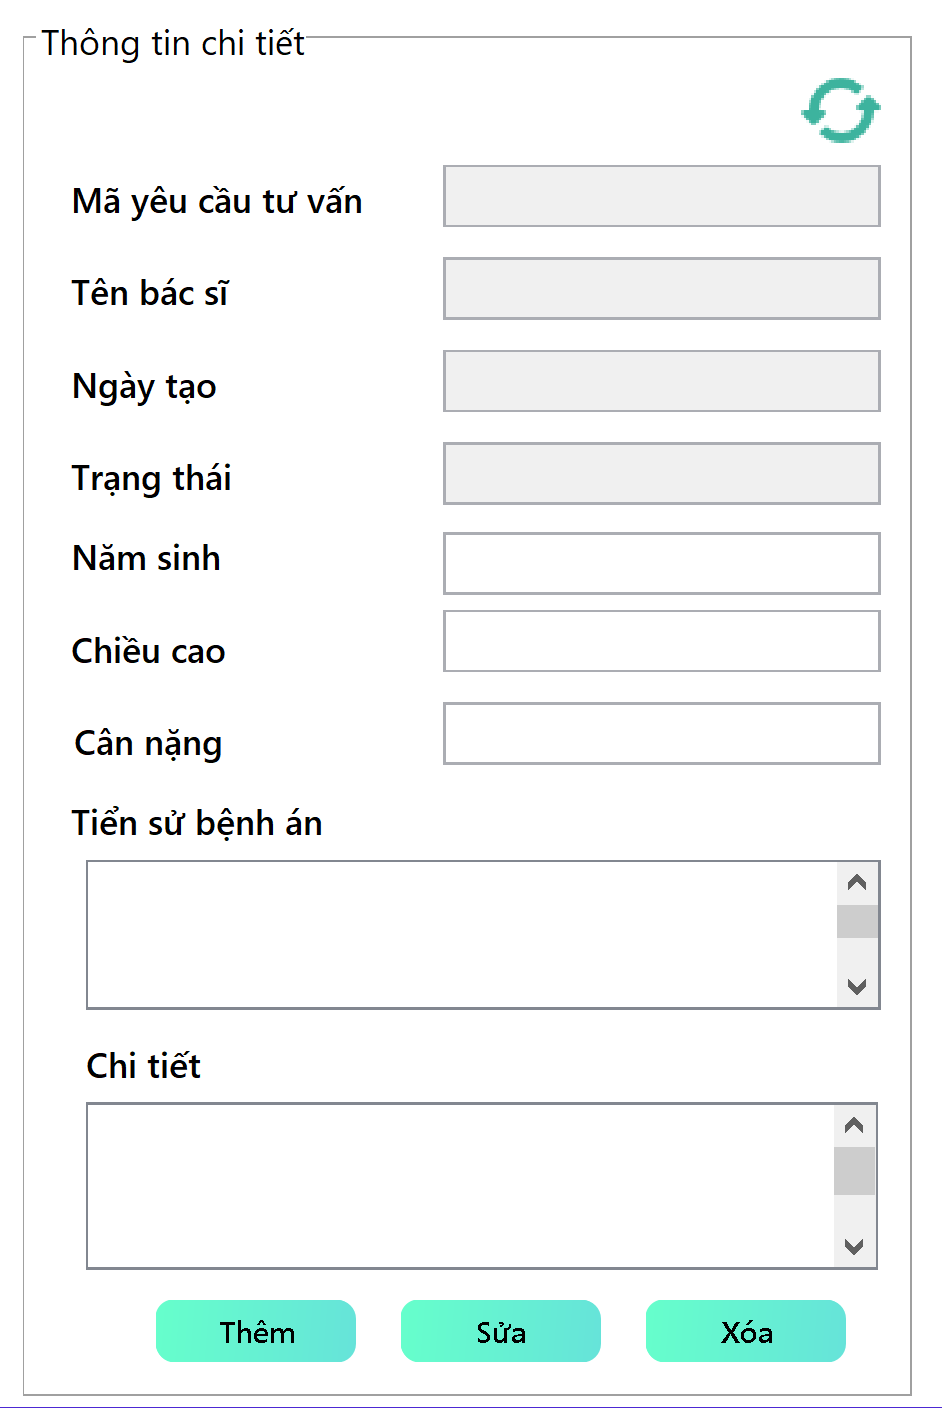 Thông tin chi tiết
Mã yêu cầu tư vấn
Tên bác sĩ
Ngày tạo
Trạng thái
Năm sinh
Chiều cao
Cân nặng
Tiển sử bệnh án
Chi tiết
Thêm Sửa Xóa